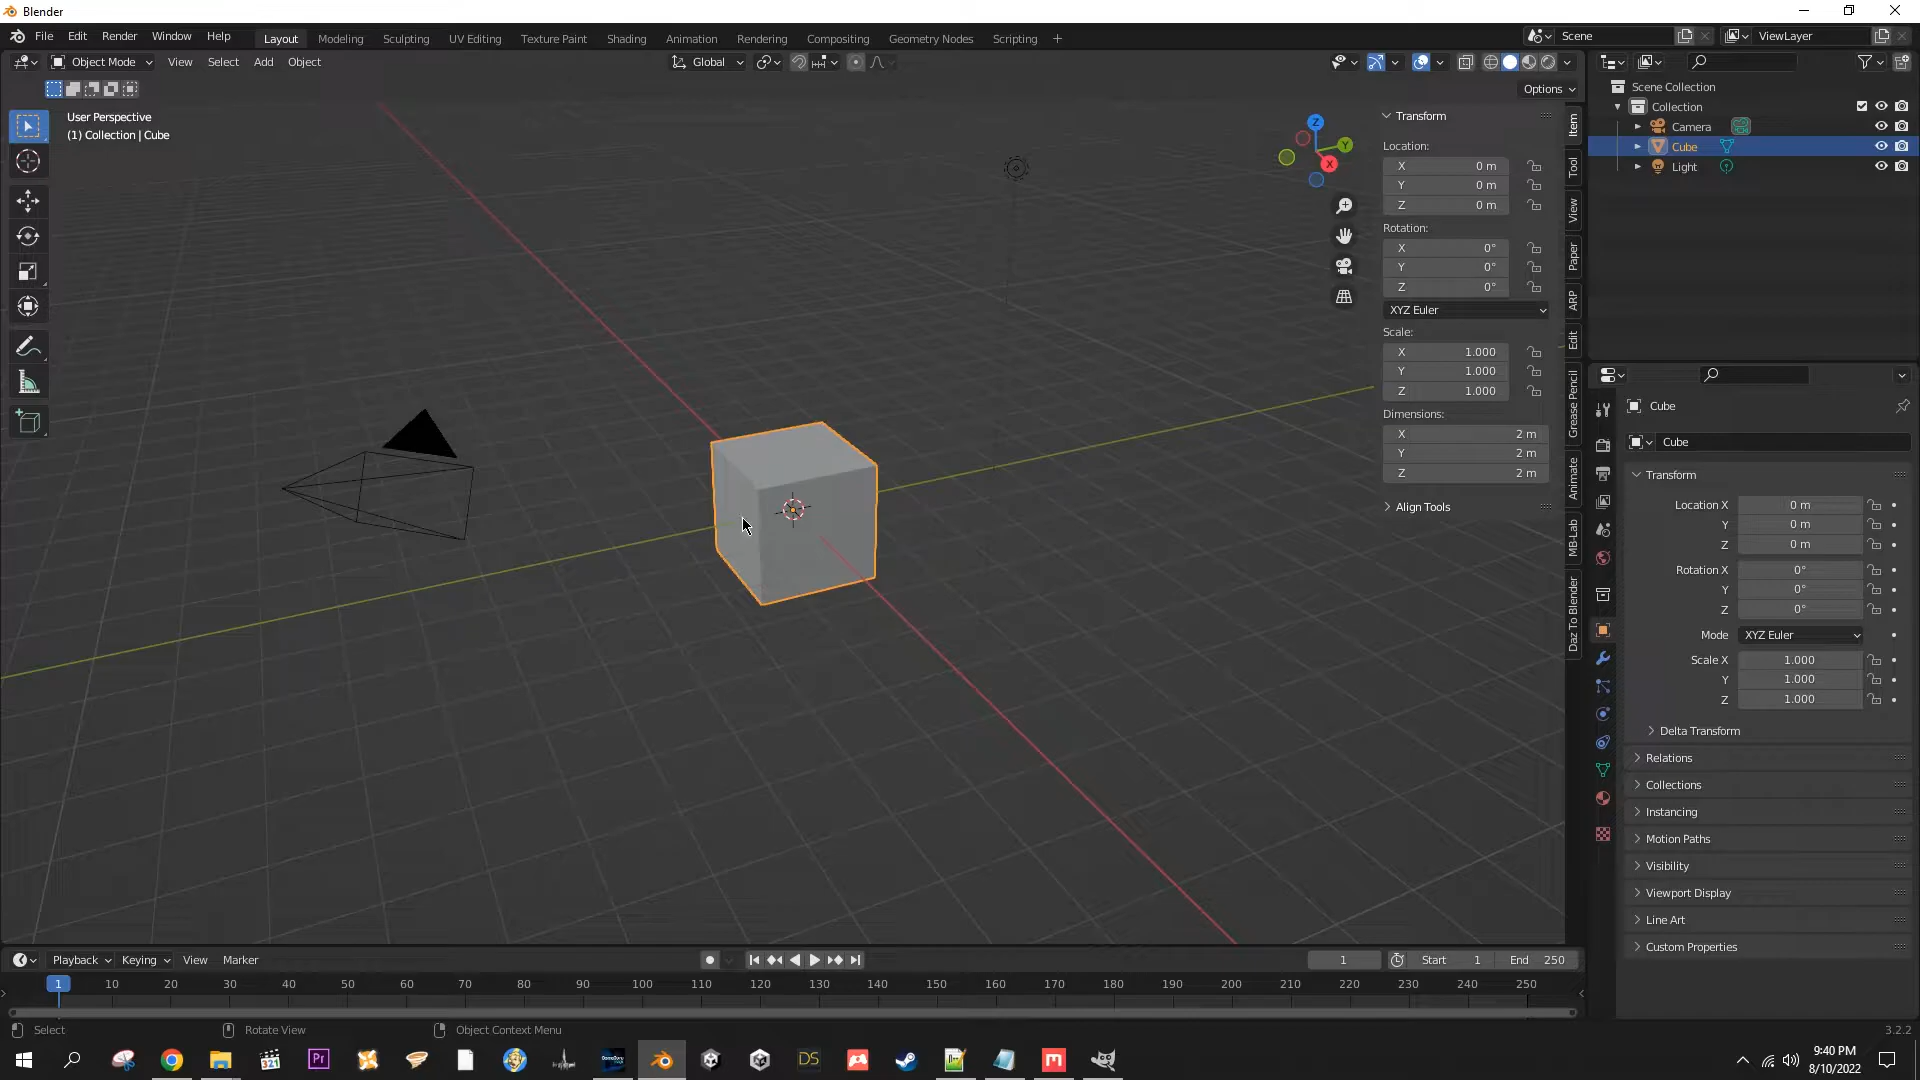 Blender
File Edit Render Window Help
Layout Modeling Sculpting UV Editing Texture Paint Shading Animation Rendering Compositing Geometry Nodes Scripting +
Scene
ViewLayer
Object Mode View Select Add Object
Global
Options
User Perspective
(1) Collection | Cube
Z
Y
X
Transform
Location:
X 0 m
Y 0 m
Z 0 m
Rotation:
X 0°
Y 0°
Z 0°
XYZ Euler
Scale:
X 1.000
Y 1.000
Z 1.000
Dimensions:
X 2 m
Y 2 m
Z 2 m
Align Tools
Item
Tool
View
Paper
ARP
Edit
Grease Pencil
Animate
MB-Lab
Daz To Blender
Scene Collection
Collection
Camera
Cube
Light
Cube
Cube
Transform
Location X 0 m
Y 0 m
Z 0 m
Rotation X 0°
Y 0°
Z 0°
Mode XYZ Euler
Scale X 1.000
Y 1.000
Z 1.000
Delta Transform
Relations
Collections
Instancing
Motion Paths
Visibility
Viewport Display
Line Art
Custom Properties
Playback Keying View Marker
1 Start 1 End 250
1 10 20 30 40 50 60 70 80 90 100 110 120 130 140 150 160 170 180 190 200 210 220 230 240 250
Select Rotate View Object Context Menu
3.2.2
321
Pr
DS
9:40 PM
8/10/2022